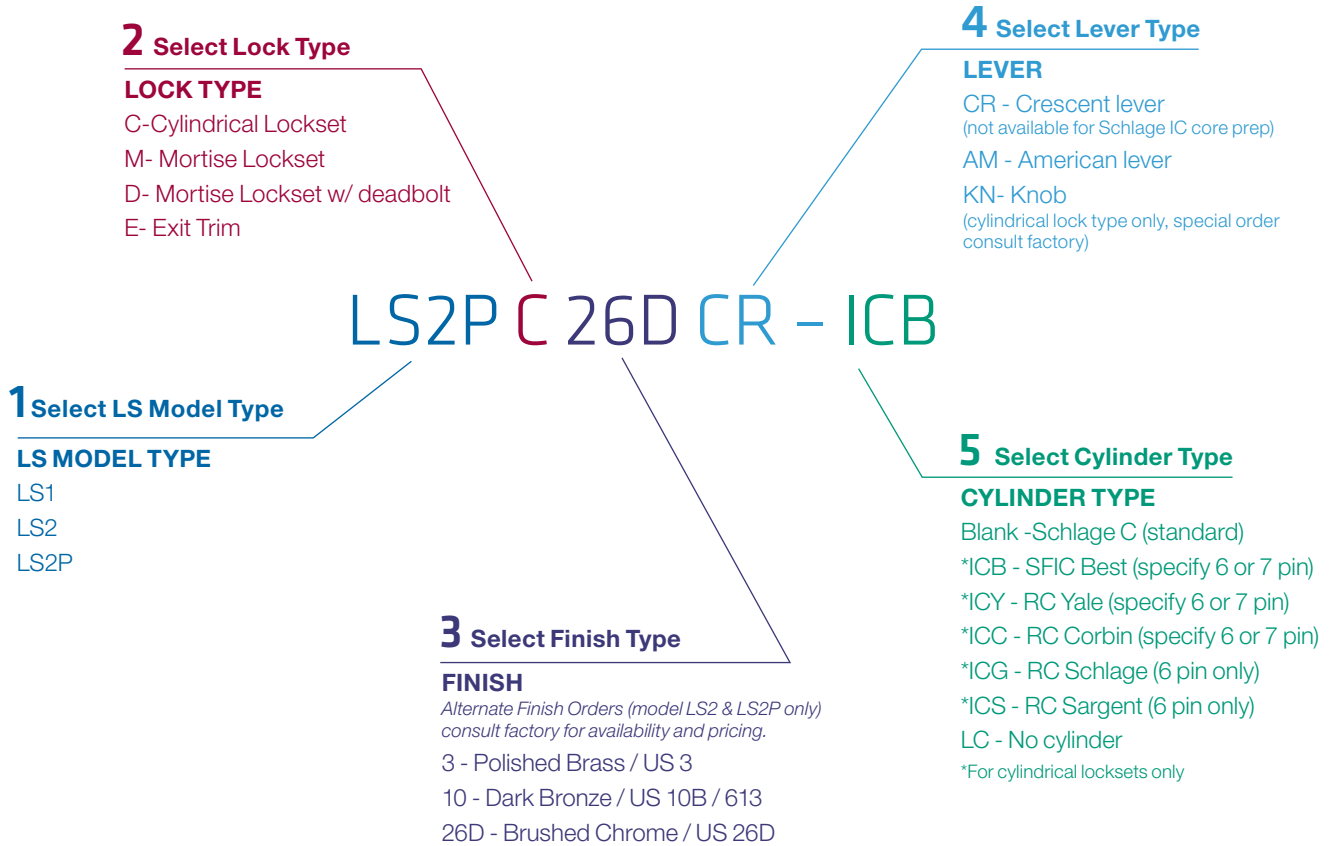 2 Select Lock Type
LOCK TYPE
C-Cylindrical Lockset
M- Mortise Lockset
D- Mortise Lockset w/ deadbolt
E- Exit Trim
4 Select Lever Type
LEVER
CR - Crescent lever
(not available for Schlage IC core prep)
AM - American lever
KN- Knob
(cylindrical lock type only, special order
consult factory)
LS2P C 26D CR – ICB
1 Select LS Model Type
LS MODEL TYPE
LS1
LS2
LS2P
3 Select Finish Type
FINISH
Alternate Finish Orders (model LS2 & LS2P only)
consult factory for availability and pricing.
3 - Polished Brass / US 3
10 - Dark Bronze / US 10B / 613
26D - Brushed Chrome / US 26D
5 Select Cylinder Type
CYLINDER TYPE
Blank -Schlage C (standard)
*ICB - SFIC Best (specify 6 or 7 pin)
*ICY - RC Yale (specify 6 or 7 pin)
*ICC - RC Corbin (specify 6 or 7 pin)
*ICG - RC Schlage (6 pin only)
*ICS - RC Sargent (6 pin only)
LC - No cylinder
*For cylindrical locksets only